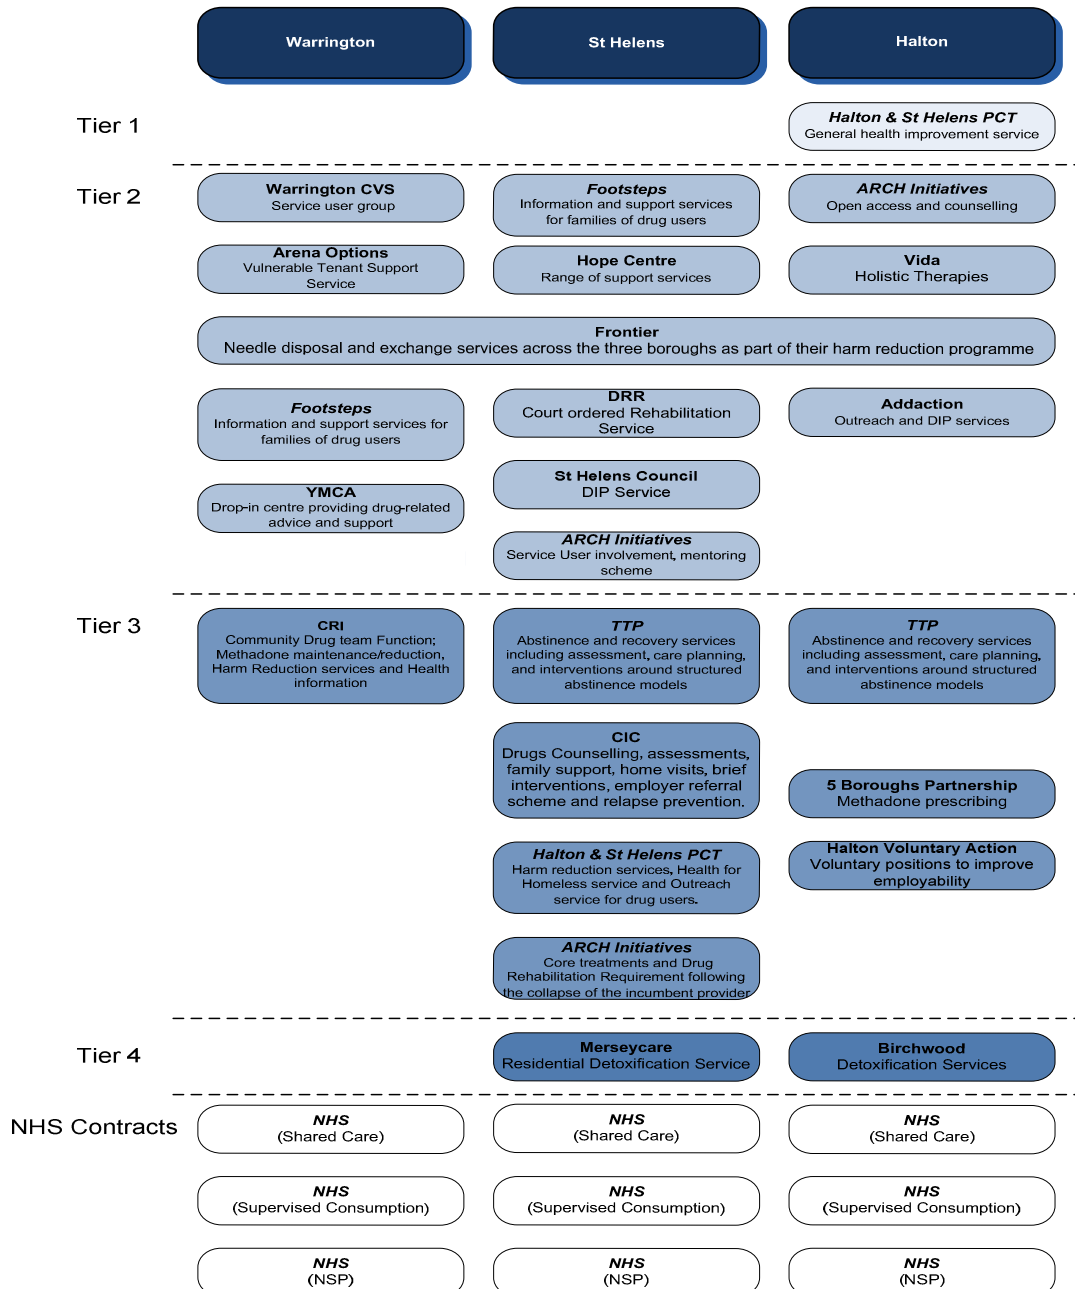 Warrington
St Helens
Halton
Tier 1
Halton & St Helens PCT
General health improvement service
Tier 2
Warrington CVS
Service user group
Footsteps
Information and support services
for families of drug users
ARCH Initiatives
Open access and counselling
Arena Options
Vulnerable Tenant Support
Service
Hope Centre
Range of support services
Vida
Holistic Therapies
Frontier
Needle disposal and exchange services across the three boroughs as part of their harm reduction programme
Footsteps
Information and support services for
families of drug users
DRR
Court ordered Rehabilitation
Service
Addaction
Outreach and DIP services
YMCA
Drop-in centre providing drug-related
advice and support
St Helens Council
DIP Service
ARCH Initiatives
Service User involvement, mentoring
scheme
Tier 3
CRI
Community Drug team Function;
Methadone maintenance/reduction,
Harm Reduction services and Health
information
TTP
Abstinence and recovery services
including assessment, care planning,
and interventions around structured
abstinence models
TTP
Abstinence and recovery services
including assessment, care planning,
and interventions around structured
abstinence models
CIC
Drugs Counselling, assessments,
family support, home visits, brief
interventions, employer referral
scheme and relapse prevention.
5 Boroughs Partnership
Methadone prescribing
Halton & St Helens PCT
Harm reduction services, Health for
Homeless service and Outreach
service for drug users.
Halton Voluntary Action
Voluntary positions to improve
employability
ARCH Initiatives
Core treatments and Drug
Rehabilitation Requirement following
the collapse of the incumbent provider
Tier 4
Merseycare
Residential Detoxification Service
Birchwood
Detoxification Services
NHS Contracts
NHS
(Shared Care)
NHS
(Shared Care)
NHS
(Shared Care)
NHS
(Supervised Consumption)
NHS
(Supervised Consumption)
NHS
(Supervised Consumption)
NHS
(NSP)
NHS
(NSP)
NHS
(NSP)